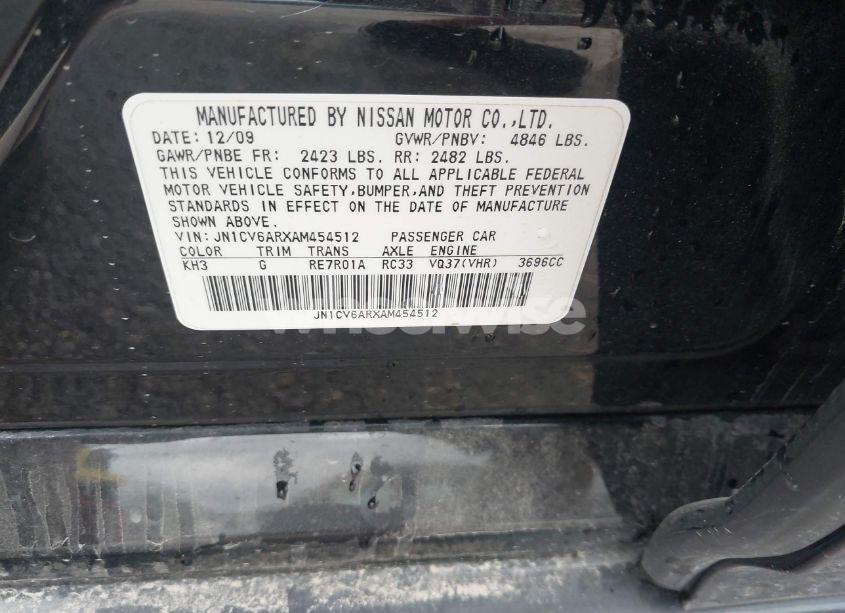 MANUFACTURED BY NISSAN MOTOR CO.,LTD.
DATE: 12/09 GVWR/PNBV: 4846 LBS.
GAWR/PNBE FR: 2423 LBS. RR: 2482 LBS.
THIS VEHICLE CONFORMS TO ALL APPLICABLE FEDERAL
MOTOR VEHICLE SAFETY,BUMPER,AND THEFT PREVENTION
STANDARDS IN EFFECT ON THE DATE OF MANUFACTURE
SHOWN ABOVE.
VIN: JN1CV6ARXAM454512 PASSENGER CAR
COLOR TRIM TRANS AXLE ENGINE
KH3 G RE7R01A RC33 VQ37(VHR) 3696CC
JN1CV6ARXAM454512
wheelwise